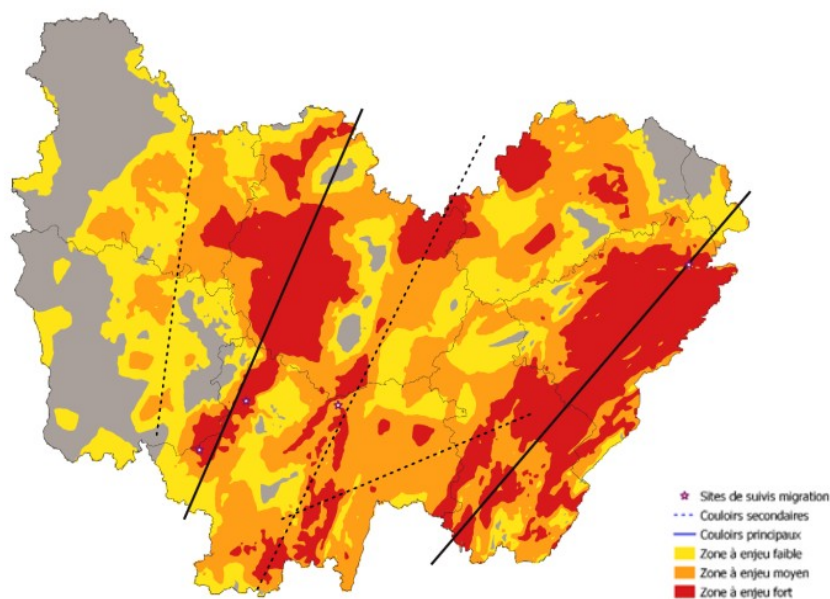 Sites de suivis migration
Couloirs secondaires
Couloirs principaux
Zone à enjeu faible
Zone à enjeu moyen
Zone à enjeu fort